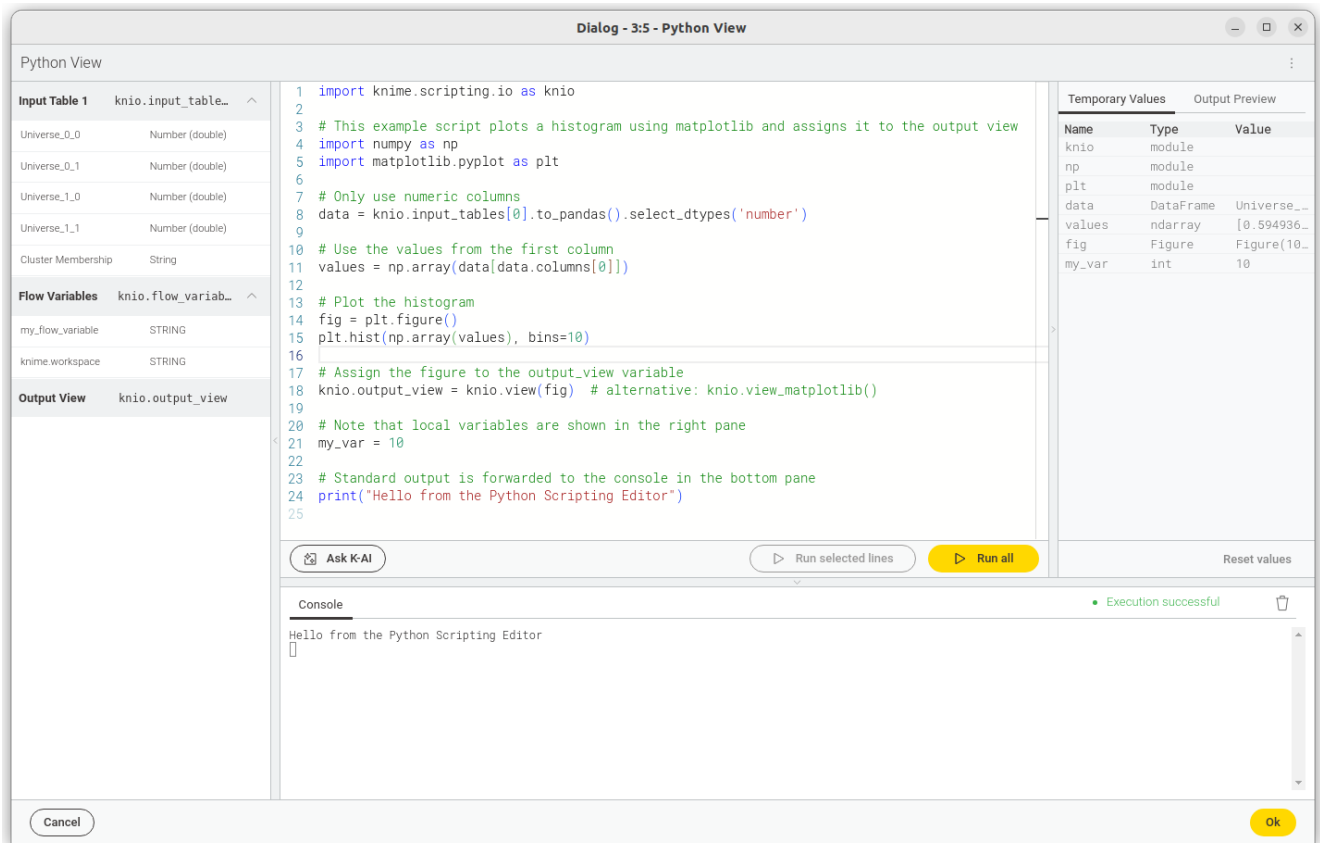 Dialog - 3:5 - Python View
Python View
Input Table 1 knio.input_table…
Universe_0_0 Number (double)
Universe_0_1 Number (double)
Universe_1_0 Number (double)
Universe_1_1 Number (double)
Cluster Membership String
Flow Variables knio.flow_variab…
my_flow_variable STRING
knime.workspace STRING
Output View knio.output_view
1 import knime.scripting.io as knio
2
3 # This example script plots a histogram using matplotlib and assigns it to the output view
4 import numpy as np
5 import matplotlib.pyplot as plt
6
7 # Only use numeric columns
8 data = knio.input_tables[0].to_pandas().select_dtypes('number')
9
10 # Use the values from the first column
11 values = np.array(data[data.columns[0]])
12
13 # Plot the histogram
14 fig = plt.figure()
15 plt.hist(np.array(values), bins=10)
16
17 # Assign the figure to the output_view variable
18 knio.output_view = knio.view(fig)  # alternative: knio.view_matplotlib()
19
20 # Note that local variables are shown in the right pane
21 my_var = 10
22
23 # Standard output is forwarded to the console in the bottom pane
24 print("Hello from the Python Scripting Editor")
25
Ask K-AI Run selected lines Run all
Temporary Values Output Preview
Name Type Value
knio module
np module
plt module
data DataFrame Universe_…
values ndarray [0.594936…
fig Figure Figure(10…
my_var int 10
Reset values
Console Execution successful
Hello from the Python Scripting Editor
Cancel Ok